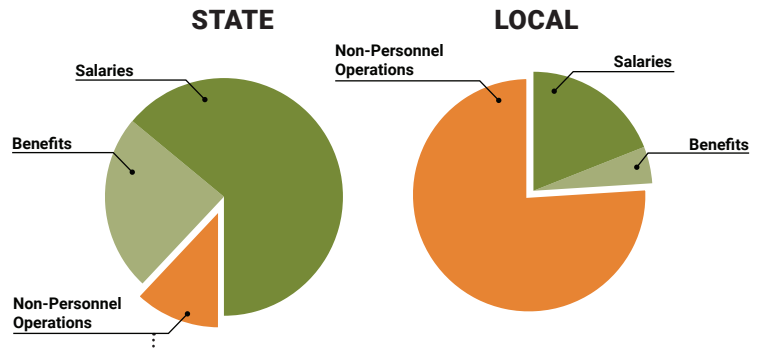 STATE
Salaries
Benefits
Non-Personnel
Operations
LOCAL
Non-Personnel
Operations
Salaries
Benefits